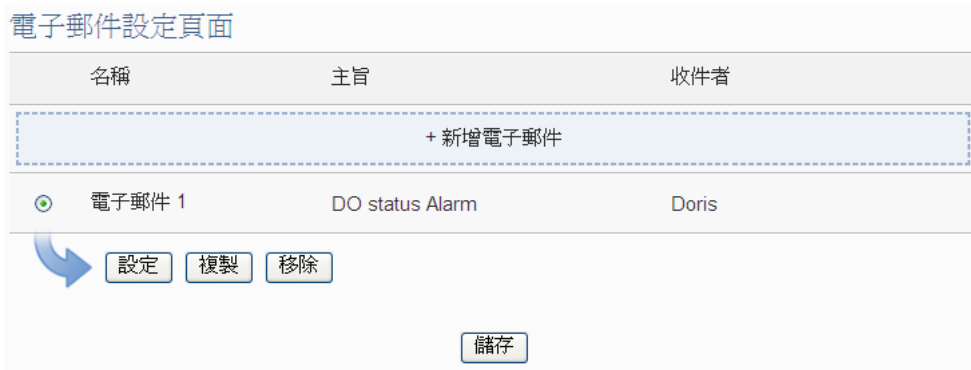 電子郵件設定頁面
名稱 主旨 收件者
+ 新增電子郵件
電子郵件 1 DO status Alarm Doris
設定 複製 移除
儲存